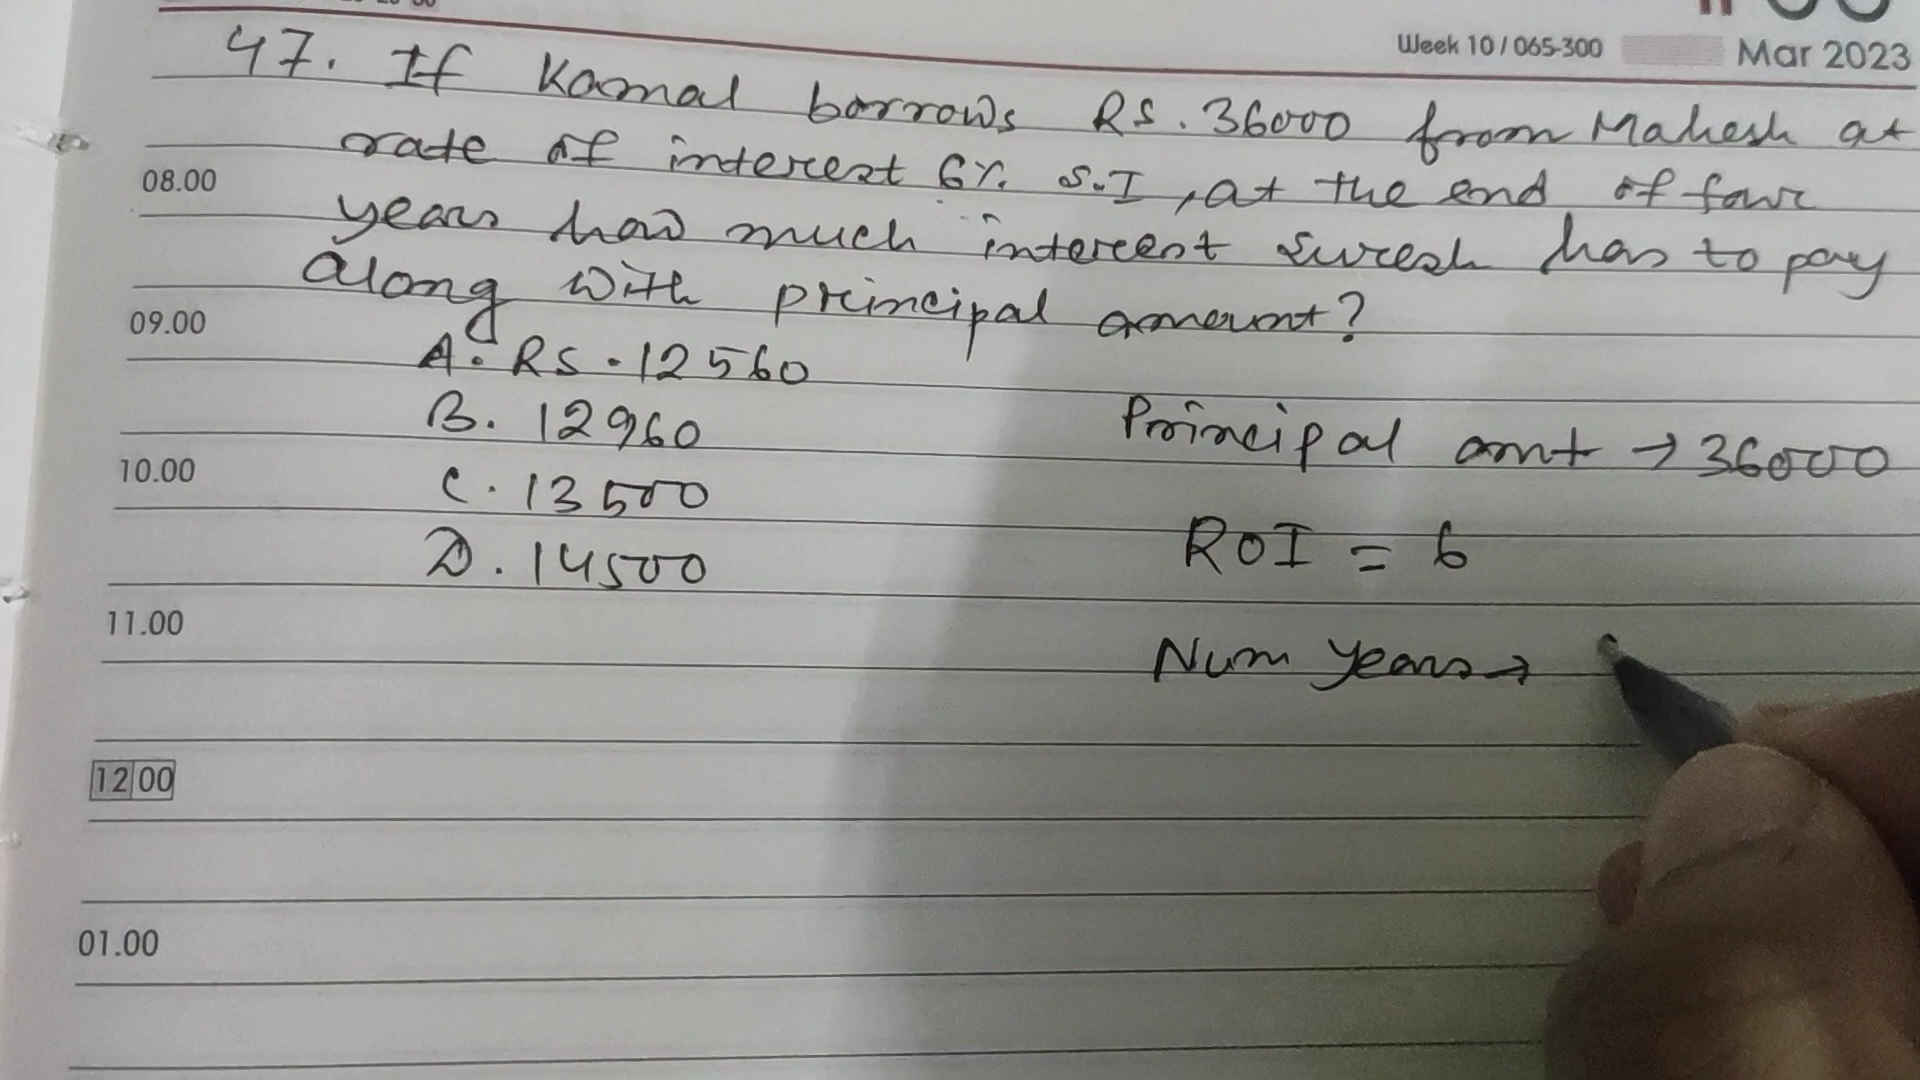 Week 10 / 065-300 Mar 2023
47. If Kamal borrows RS. 36000 from Mahesh at
rate of interest 6% S.I, at the end of four
years how much interest Suresh has to pay
along with principal amount?
A. RS. 12560
B. 12960
C. 13500
D. 14500
Principal amt → 36000
ROI = 6
Num years →
08.00
09.00
10.00
11.00
12 00
01.00